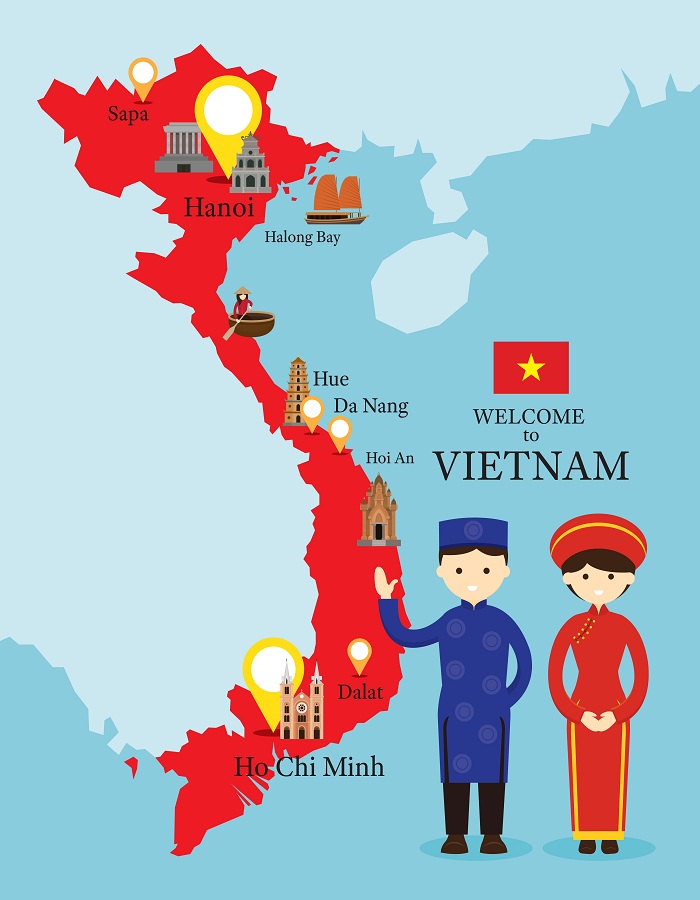 Sapa
Hanoi
Halong Bay
Hue
Da Nang
Hoi An
WELCOME
to
VIETNAM
Dalat
Ho Chi Minh